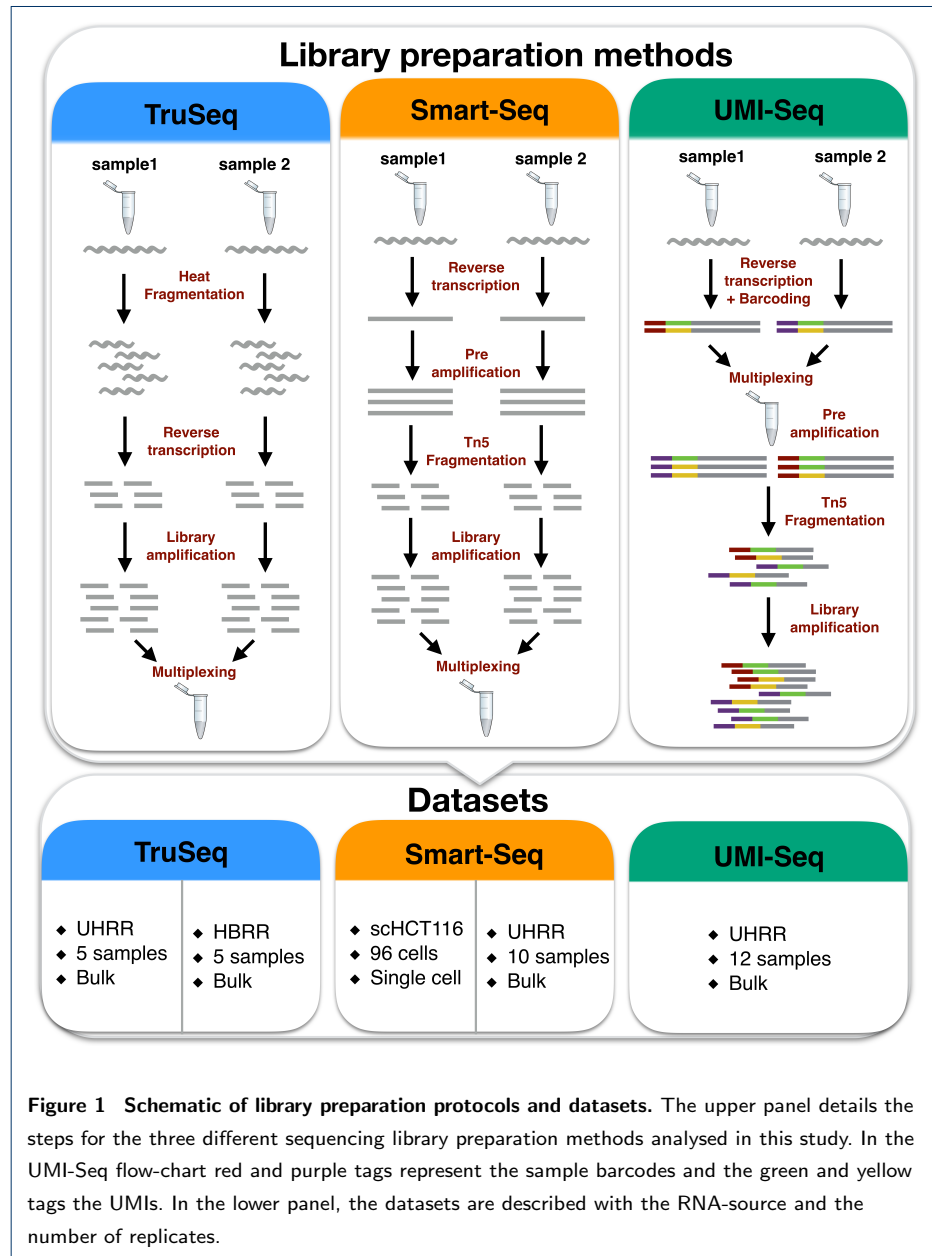 Library preparation methods
TruSeq
sample1
sample 2
Heat
Fragmentation
Reverse
transcription
Library
amplification
Multiplexing
Smart-Seq
sample1
sample 2
Reverse
transcription
Pre
amplification
Tn5
Fragmentation
Library
amplification
Multiplexing
UMI-Seq
sample1
sample 2
Reverse
transcription
+ Barcoding
Multiplexing
Pre
amplification
Tn5
Fragmentation
Library
amplification
Datasets
TruSeq
◆ UHRR
◆ 5 samples
◆ Bulk
◆ HBRR
◆ 5 samples
◆ Bulk
Smart-Seq
◆ scHCT116
◆ 96 cells
◆ Single cell
◆ UHRR
◆ 10 samples
◆ Bulk
UMI-Seq
◆ UHRR
◆ 12 samples
◆ Bulk
Figure 1 Schematic of library preparation protocols and datasets. The upper panel details the
steps for the three different sequencing library preparation methods analysed in this study. In the
UMI-Seq flow-chart red and purple tags represent the sample barcodes and the green and yellow
tags the UMIs. In the lower panel, the datasets are described with the RNA-source and the
number of replicates.